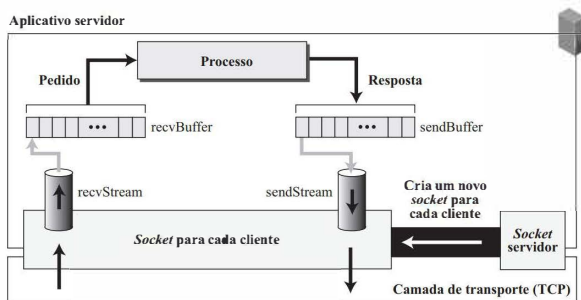 Aplicativo servidor
Processo
Pedido
Resposta
recvBuffer
sendBuffer
recvStream
sendStream
Cria um novo
socket para
cada cliente
Socket para cada cliente
Socket
servidor
Camada de transporte (TCP)